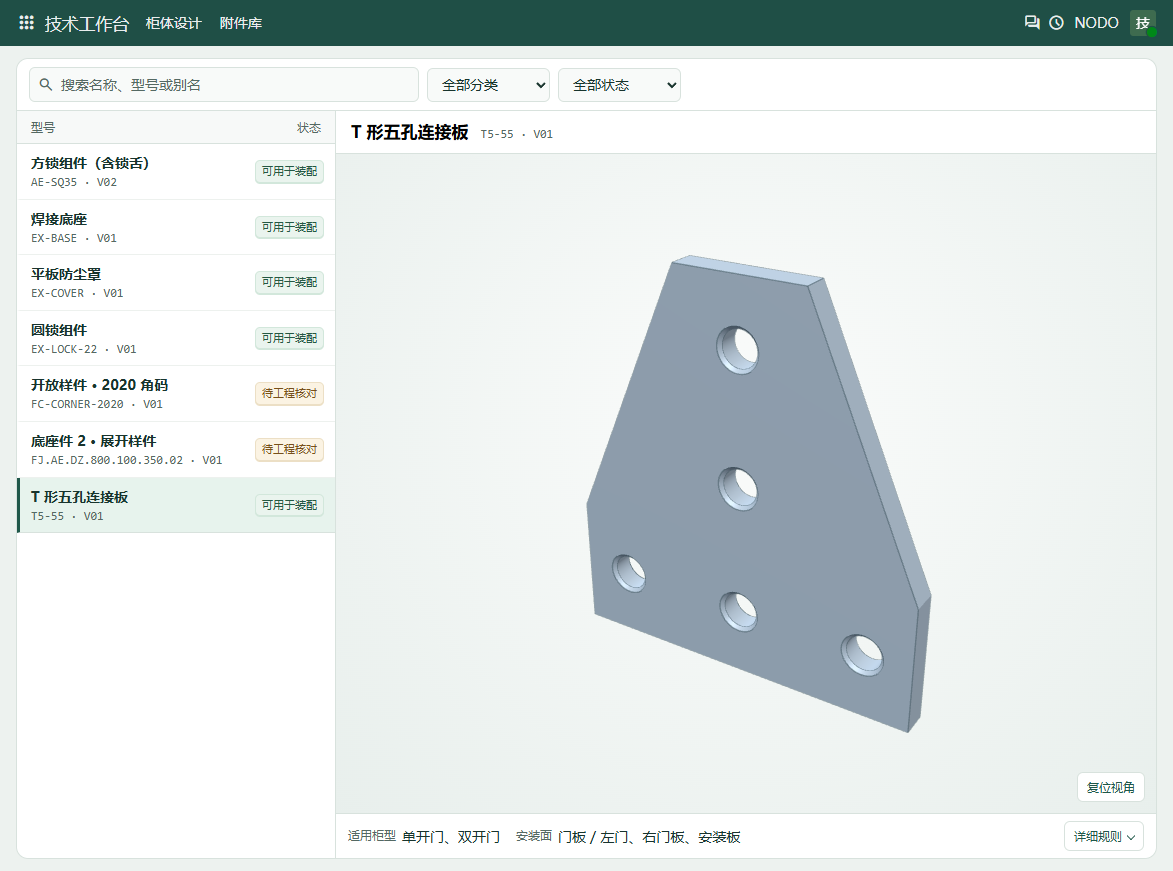 技术工作台 柜体设计 附件库 NODO 技
搜索名称、型号或别名 全部分类 全部状态
型号 状态
T 形五孔连接板 T5-55 · V01
方锁组件（含锁舌） 可用于装配
AE-SQ35 · V02
焊接底座 可用于装配
EX-BASE · V01
平板防尘罩 可用于装配
EX-COVER · V01
圆锁组件 可用于装配
EX-LOCK-22 · V01
开放样件 • 2020 角码 待工程核对
FC-CORNER-2020 · V01
底座件 2 • 展开样件 待工程核对
FJ.AE.DZ.800.100.350.02 · V01
T 形五孔连接板 可用于装配
T5-55 · V01
复位视角
适用柜型 单开门、双开门 安装面 门板 / 左门、右门板、安装板 详细规则